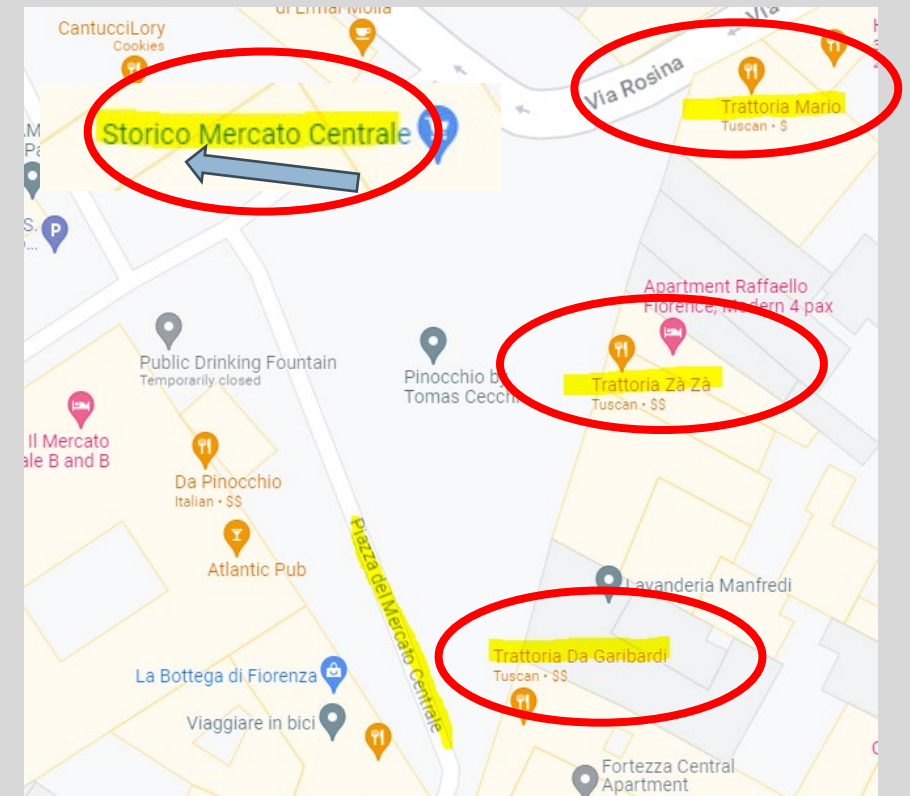 di Ermal Molla
CantucciLory
Cookies
Via
Via Rosina
Storico Mercato Centrale
Trattoria Mario
Tuscan • $
P
Apartment Raffaello
Florence, Modern 4 pax
Public Drinking Fountain
Temporarily closed
Pinocchio by
Tomas Cecchi
Trattoria Zà Zà
Tuscan • $$
Il Mercato
ale B and B
Da Pinocchio
Italian • $$
Atlantic Pub
Piazza del Mercato Centrale
Lavanderia Manfredi
Trattoria Da Garibardi
Tuscan • $$
La Bottega di Fiorenza
Viaggiare in bici
Fortezza Central
Apartment